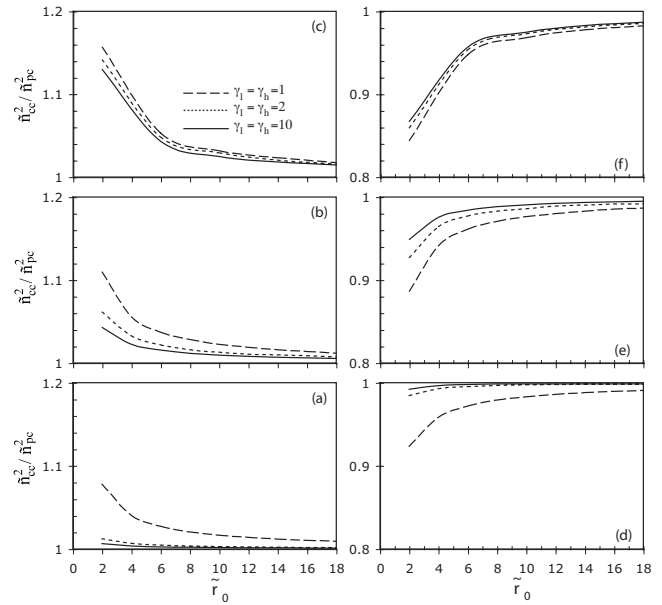 1.2
1.1
1
ñ²cc / ñ²pc
(c)
γl = γh = 1
γl = γh = 2
γl = γh = 10
1
0.9
0.8
(f)
1.2
1.1
1
ñ²cc / ñ²pc
(b)
1
0.9
0.8
(e)
1.2
1.1
1
ñ²cc / ñ²pc
(a)
0 2 4 6 8 10 12 14 16 18
r̃ 0
1
0.9
0.8
(d)
0 2 4 6 8 10 12 14 16 18
r̃ 0